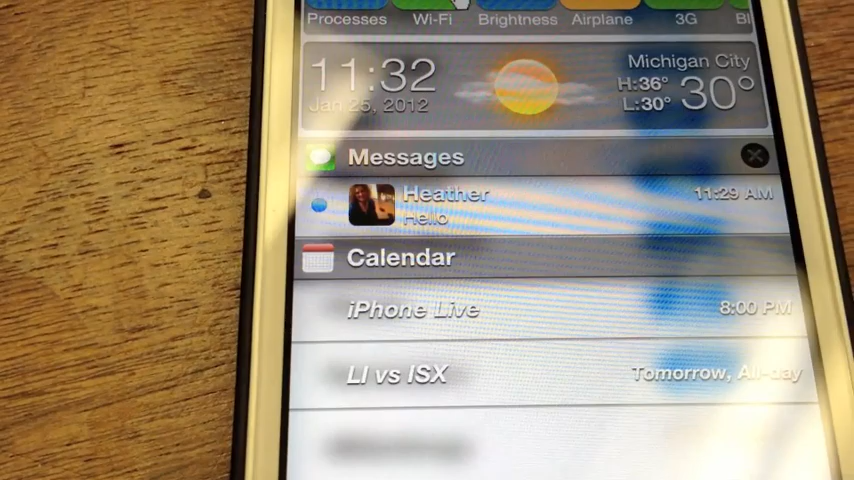 Processes Wi-Fi Brightness Airplane 3G
11:32 Michigan City
Jan 25, 2012 H:36° L:30° 30°
Messages
Heather 11:29 AM
Hello
Calendar
iPhone Live 8:00 PM
LI vs ISX Tomorrow, All-day